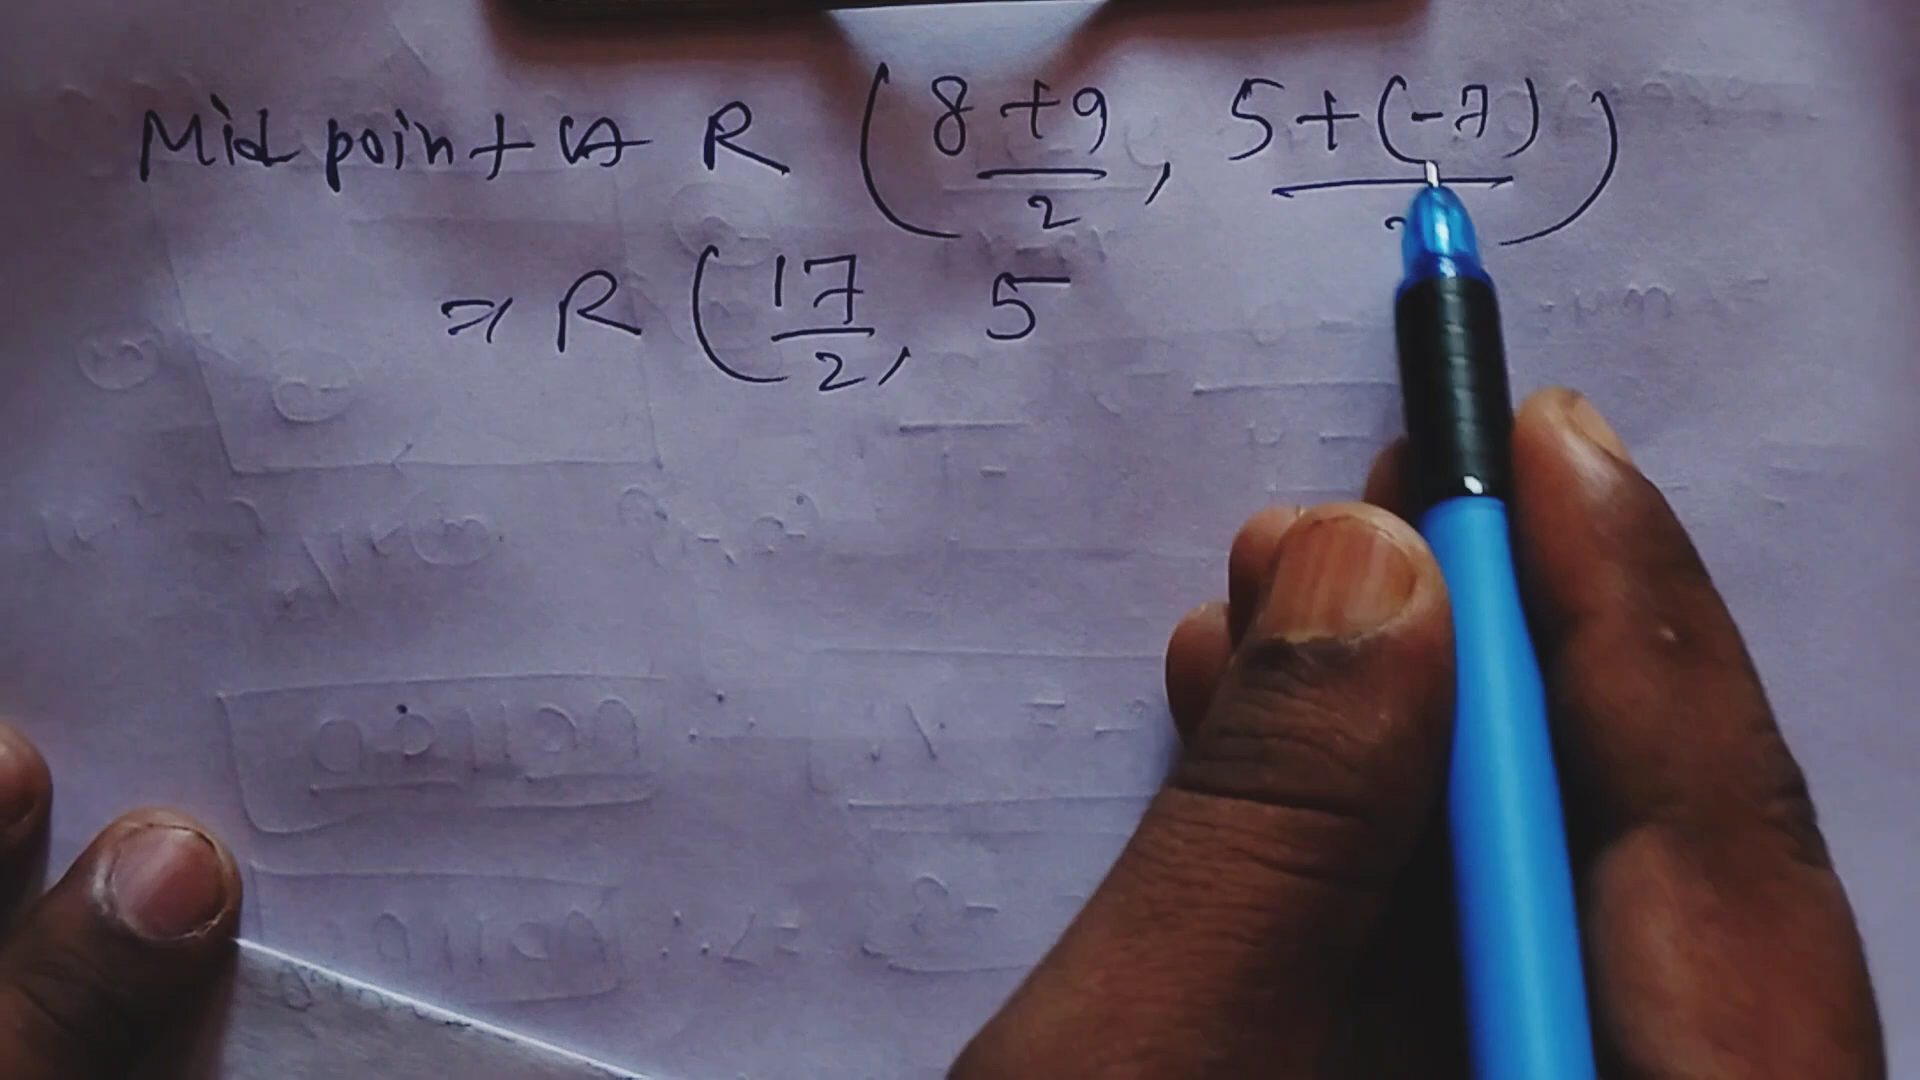 Mid point is R (8+9/2, 5+(-7)/2)
⇒ R (17/2, 5